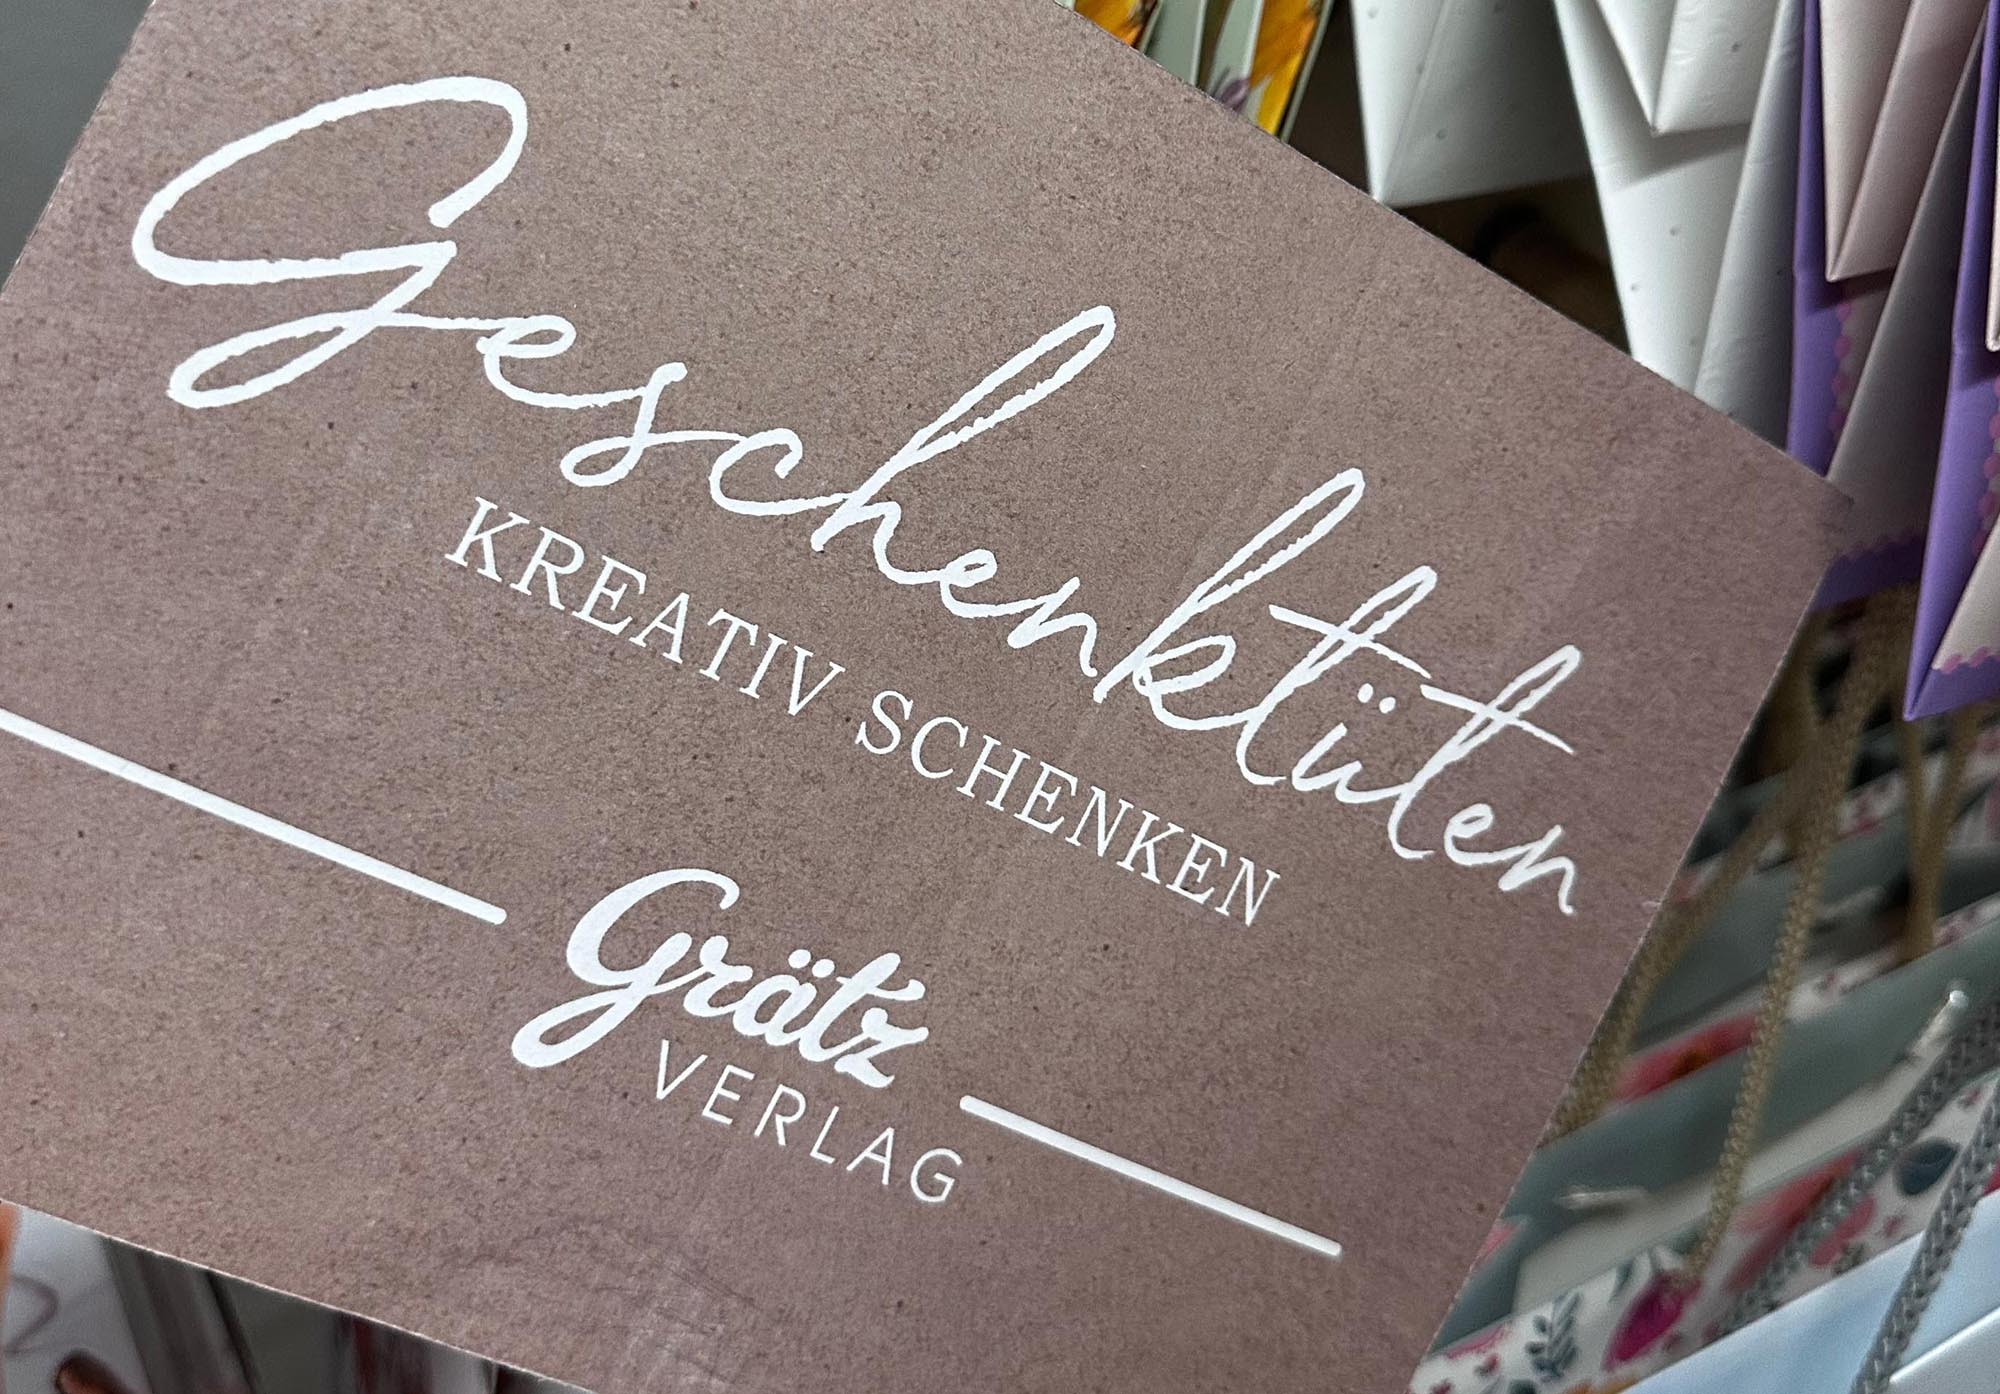 Geschenktüten
KREATIV SCHENKEN
Grätz
VERLAG